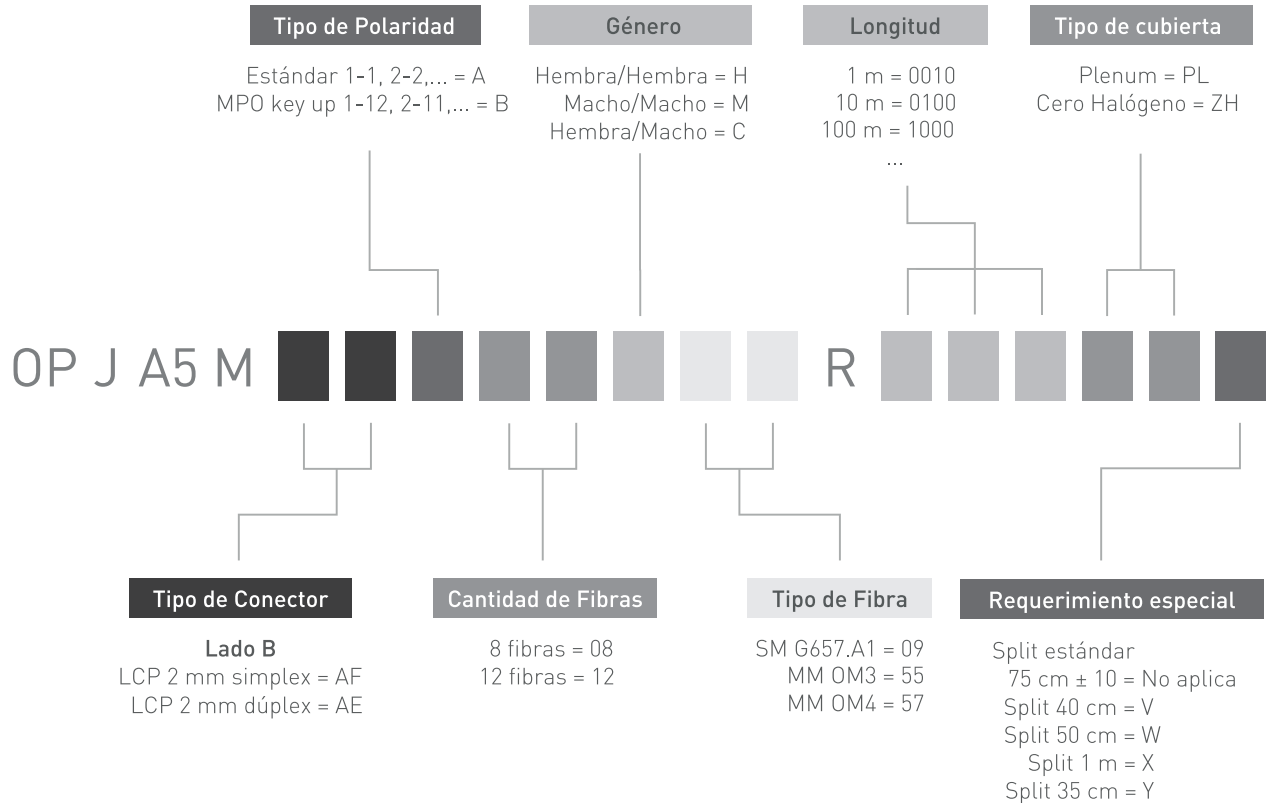 Tipo de Polaridad
Estándar 1-1, 2-2,... = A
MPO key up 1-12, 2-11,... = B
Género
Hembra/Hembra = H
Macho/Macho = M
Hembra/Macho = C
Longitud
1 m = 0010
10 m = 0100
100 m = 1000
...
Tipo de cubierta
Plenum = PL
Cero Halógeno = ZH
OP J A5 M R
Tipo de Conector
Lado B
LCP 2 mm simplex = AF
LCP 2 mm dúplex = AE
Cantidad de Fibras
8 fibras = 08
12 fibras = 12
Tipo de Fibra
SM G657.A1 = 09
MM OM3 = 55
MM OM4 = 57
Requerimiento especial
Split estándar
75 cm ± 10 = No aplica
Split 40 cm = V
Split 50 cm = W
Split 1 m = X
Split 35 cm = Y